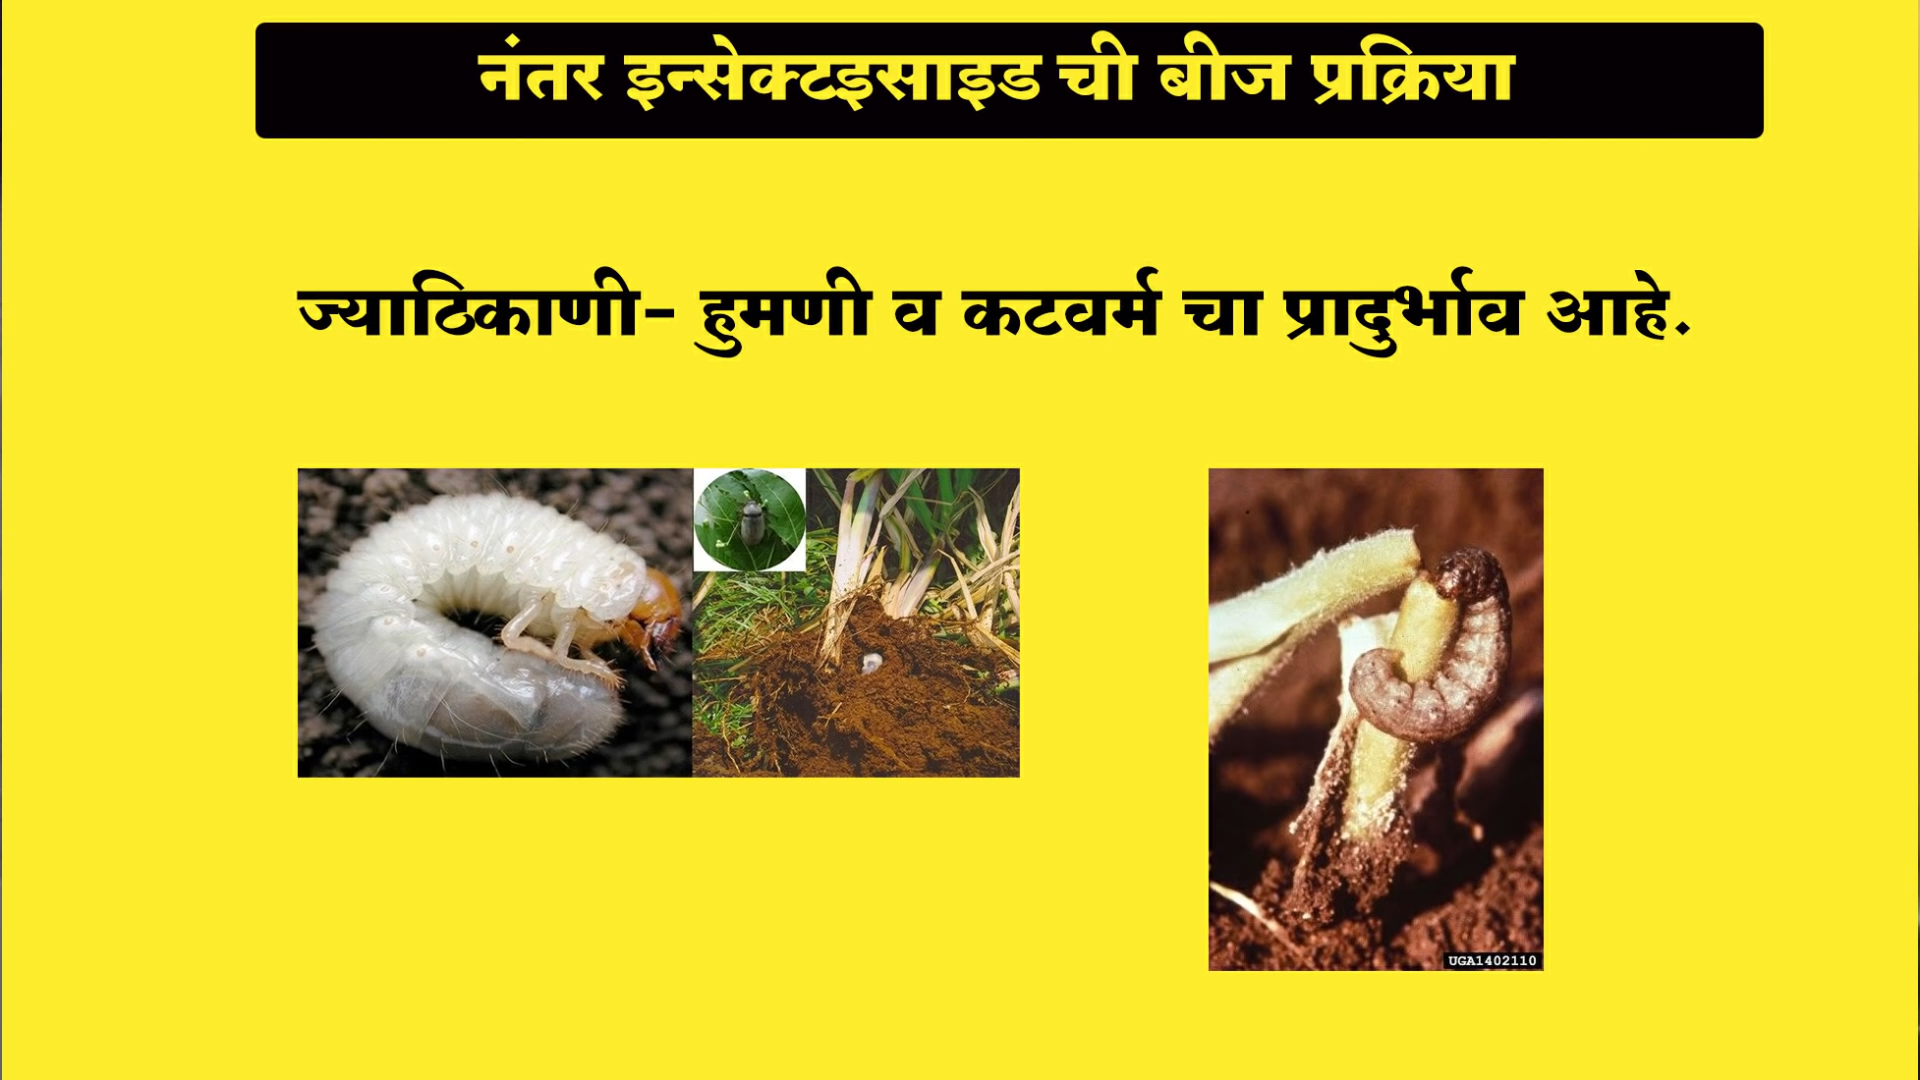 नंतर इन्सेक्टइसाइड ची बीज प्रक्रिया
ज्याठिकाणी- हुमणी व कटवर्म चा प्रादुर्भाव आहे.
UGA1402110